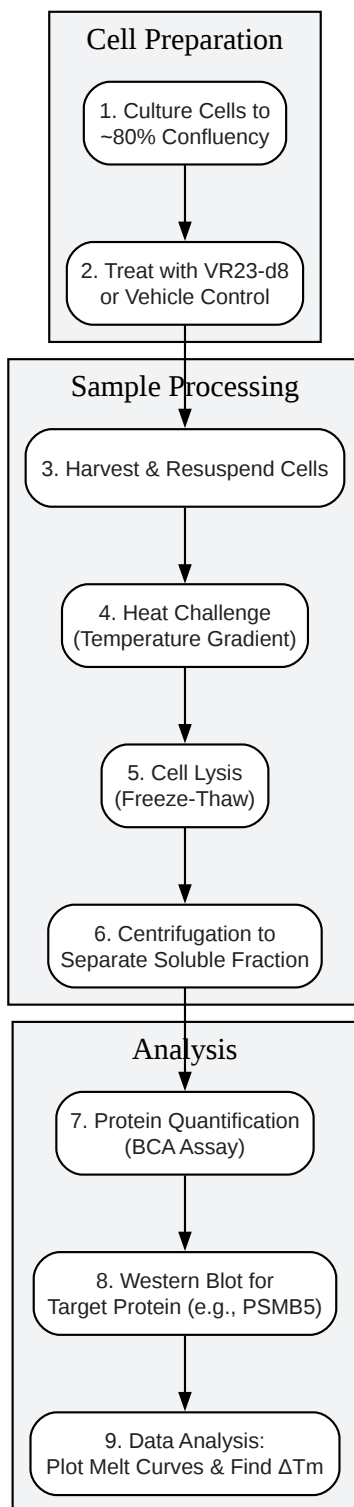 Cell Preparation
1. Culture Cells to
~80% Confluency
2. Treat with VR23-d8
or Vehicle Control
Sample Processing
3. Harvest & Resuspend Cells
4. Heat Challenge
(Temperature Gradient)
5. Cell Lysis
(Freeze-Thaw)
6. Centrifugation to
Separate Soluble Fraction
Analysis
7. Protein Quantification
(BCA Assay)
8. Western Blot for
Target Protein (e.g., PSMB5)
9. Data Analysis:
Plot Melt Curves & Find ΔTm